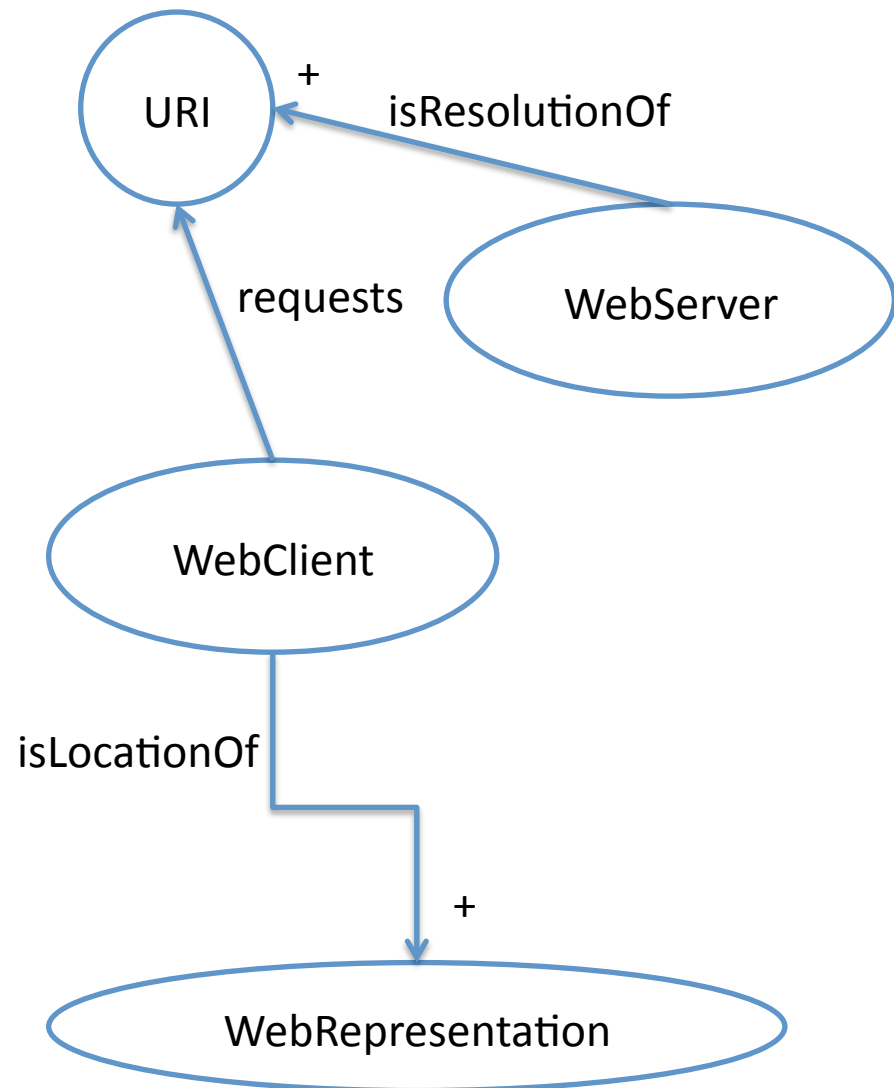 +
URI
isResolutionOf
requests
WebServer
WebClient
isLocationOf
+
WebRepresentation